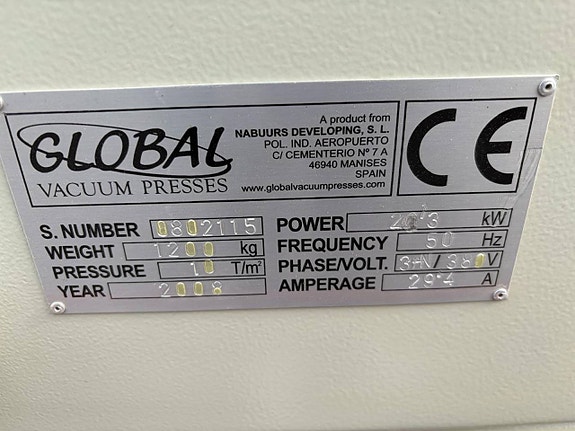 GLOBAL
VACUUM PRESSES
A product from
NABUURS DEVELOPING, S. L.
POL. IND. AEROPUERTO
C/ CEMENTERIO Nº 7 A
46940 MANISES
SPAIN
www.globalvacuumpresses.com
CE
S. NUMBER 0802115
WEIGHT 1200 kg
PRESSURE 10 T/m²
YEAR 2008
POWER kW
FREQUENCY 50 Hz
PHASE/VOLT. 3+N/380 V
AMPERAGE 29'4 A